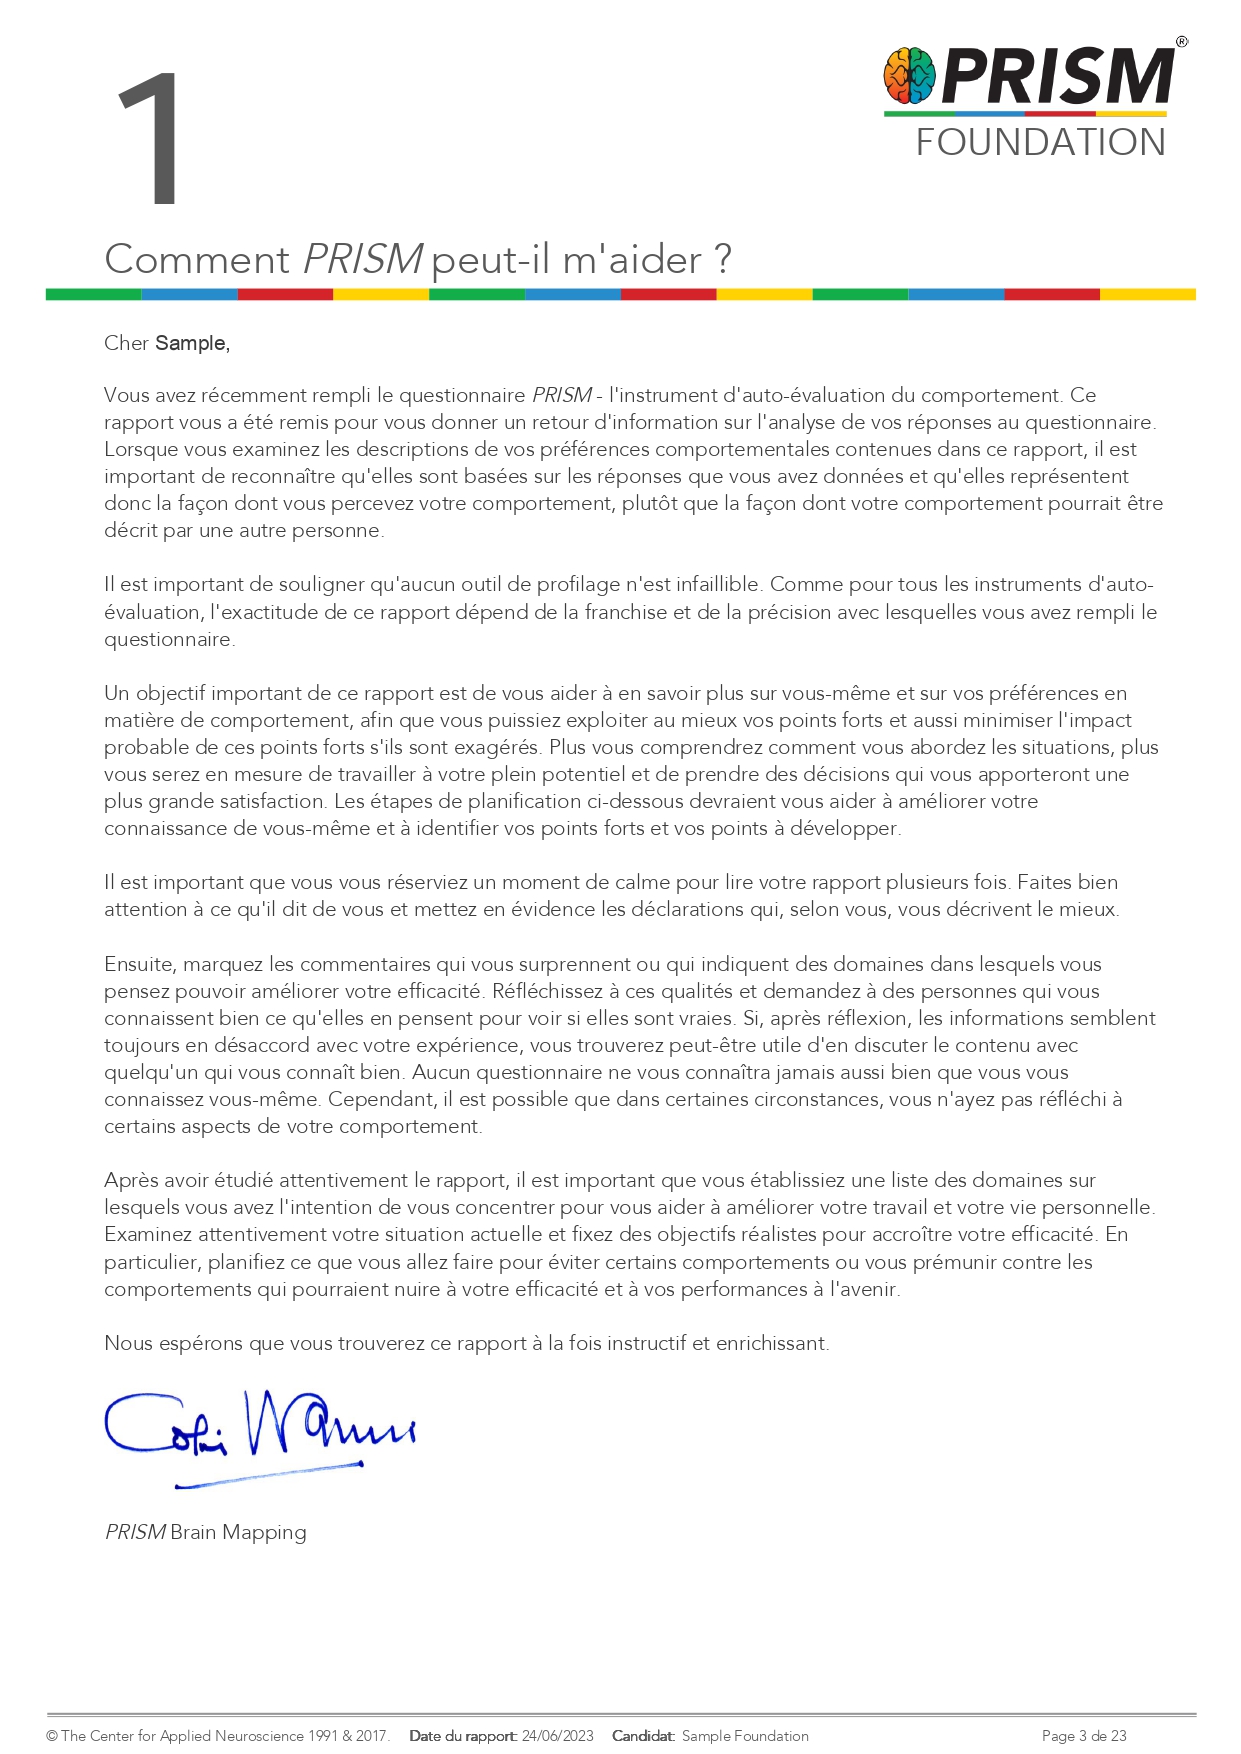 1
PRISM®
FOUNDATION
Comment PRISM peut-il m'aider ?
Cher Sample,
Vous avez récemment rempli le questionnaire PRISM - l'instrument d'auto-évaluation du comportement. Ce
rapport vous a été remis pour vous donner un retour d'information sur l'analyse de vos réponses au questionnaire.
Lorsque vous examinez les descriptions de vos préférences comportementales contenues dans ce rapport, il est
important de reconnaître qu'elles sont basées sur les réponses que vous avez données et qu'elles représentent
donc la façon dont vous percevez votre comportement, plutôt que la façon dont votre comportement pourrait être
décrit par une autre personne.
Il est important de souligner qu'aucun outil de profilage n'est infaillible. Comme pour tous les instruments d'auto-
évaluation, l'exactitude de ce rapport dépend de la franchise et de la précision avec lesquelles vous avez rempli le
questionnaire.
Un objectif important de ce rapport est de vous aider à en savoir plus sur vous-même et sur vos préférences en
matière de comportement, afin que vous puissiez exploiter au mieux vos points forts et aussi minimiser l'impact
probable de ces points forts s'ils sont exagérés. Plus vous comprendrez comment vous abordez les situations, plus
vous serez en mesure de travailler à votre plein potentiel et de prendre des décisions qui vous apporteront une
plus grande satisfaction. Les étapes de planification ci-dessous devraient vous aider à améliorer votre
connaissance de vous-même et à identifier vos points forts et vos points à développer.
Il est important que vous vous réserviez un moment de calme pour lire votre rapport plusieurs fois. Faites bien
attention à ce qu'il dit de vous et mettez en évidence les déclarations qui, selon vous, vous décrivent le mieux.
Ensuite, marquez les commentaires qui vous surprennent ou qui indiquent des domaines dans lesquels vous
pensez pouvoir améliorer votre efficacité. Réfléchissez à ces qualités et demandez à des personnes qui vous
connaissent bien ce qu'elles en pensent pour voir si elles sont vraies. Si, après réflexion, les informations semblent
toujours en désaccord avec votre expérience, vous trouverez peut-être utile d'en discuter le contenu avec
quelqu'un qui vous connaît bien. Aucun questionnaire ne vous connaîtra jamais aussi bien que vous vous
connaissez vous-même. Cependant, il est possible que dans certaines circonstances, vous n'ayez pas réfléchi à
certains aspects de votre comportement.
Après avoir étudié attentivement le rapport, il est important que vous établissiez une liste des domaines sur
lesquels vous avez l'intention de vous concentrer pour vous aider à améliorer votre travail et votre vie personnelle.
Examinez attentivement votre situation actuelle et fixez des objectifs réalistes pour accroître votre efficacité. En
particulier, planifiez ce que vous allez faire pour éviter certains comportements ou vous prémunir contre les
comportements qui pourraient nuire à votre efficacité et à vos performances à l'avenir.
Nous espérons que vous trouverez ce rapport à la fois instructif et enrichissant.
PRISM Brain Mapping
© The Center for Applied Neuroscience 1991 & 2017. Date du rapport: 24/06/2023 Candidat: Sample Foundation Page 3 de 23